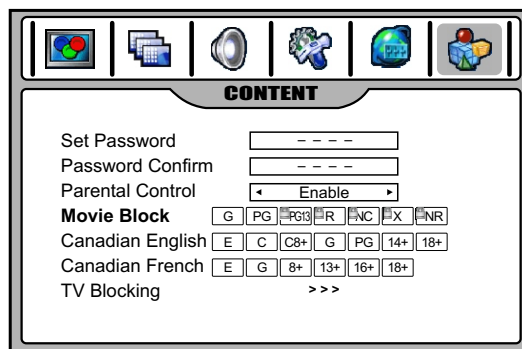 CONTENT
Set Password – – – –
Password Confirm – – – –
Parental Control ◂ Enable ▸
Movie Block G PG PG13 R NC X NR
Canadian English E C C8+ G PG 14+ 18+
Canadian French E G 8+ 13+ 16+ 18+
TV Blocking >>>